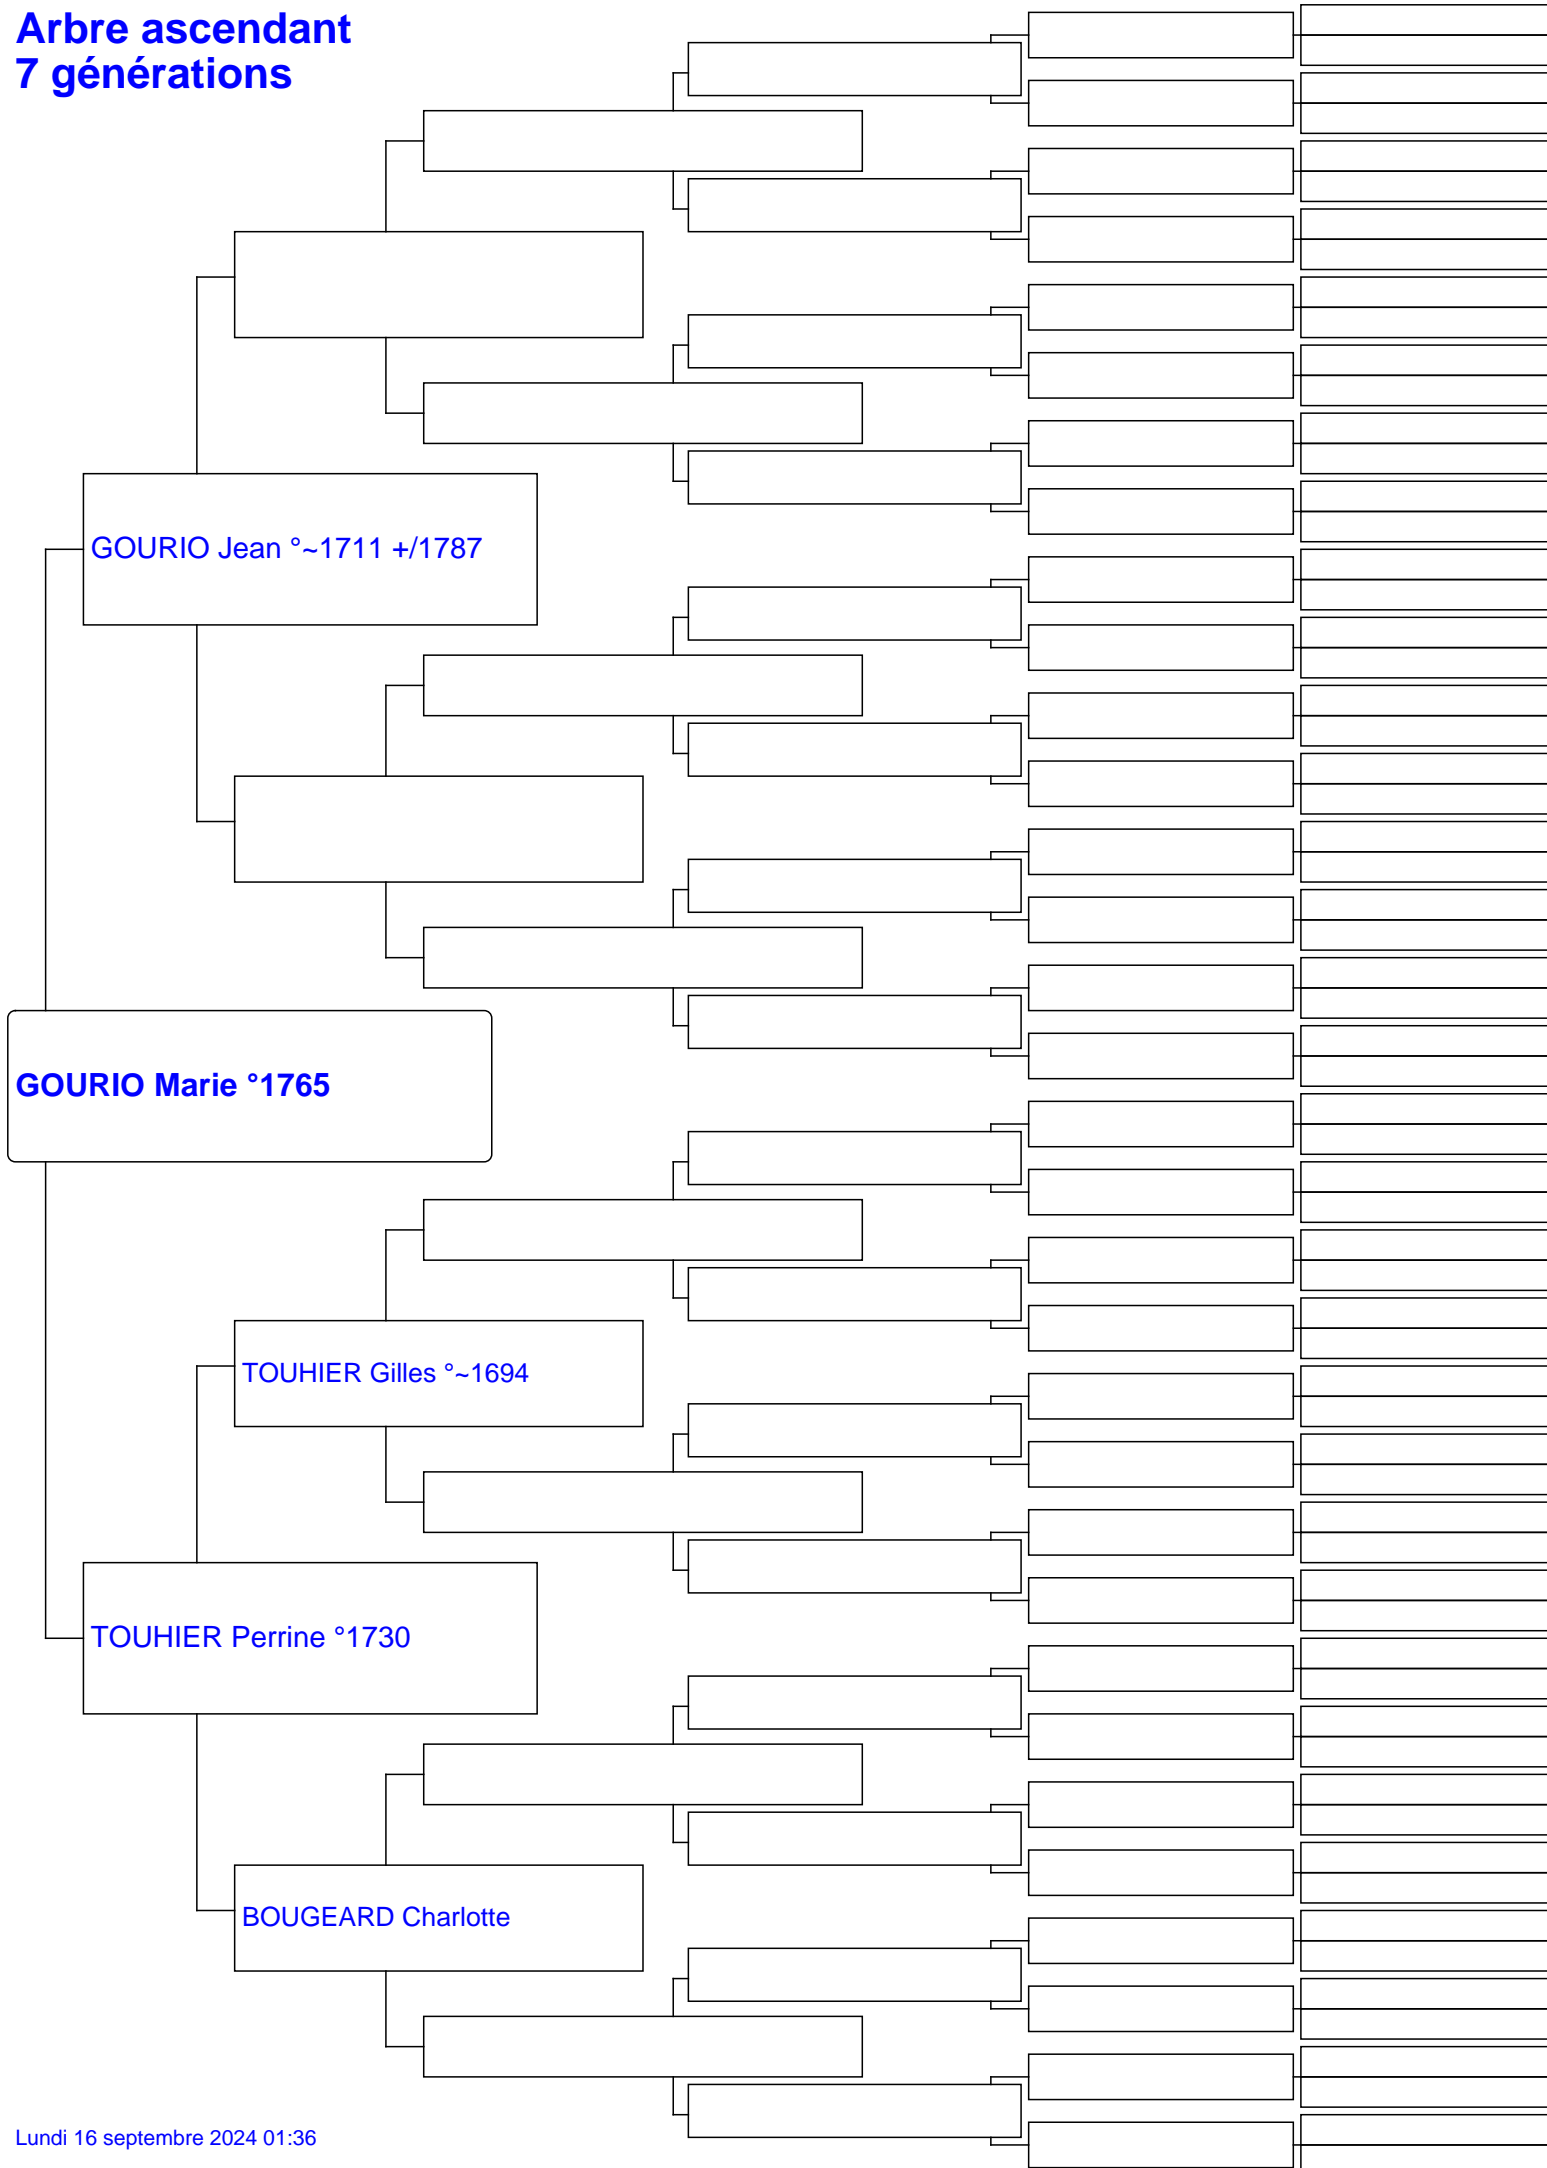 Arbre ascendant
7 générations
GOURIO Jean °~1711 +/1787
GOURIO Marie °1765
TOUHIER Gilles °~1694
TOUHIER Perrine °1730
BOUGEARD Charlotte
Lundi 16 septembre 2024 01:36